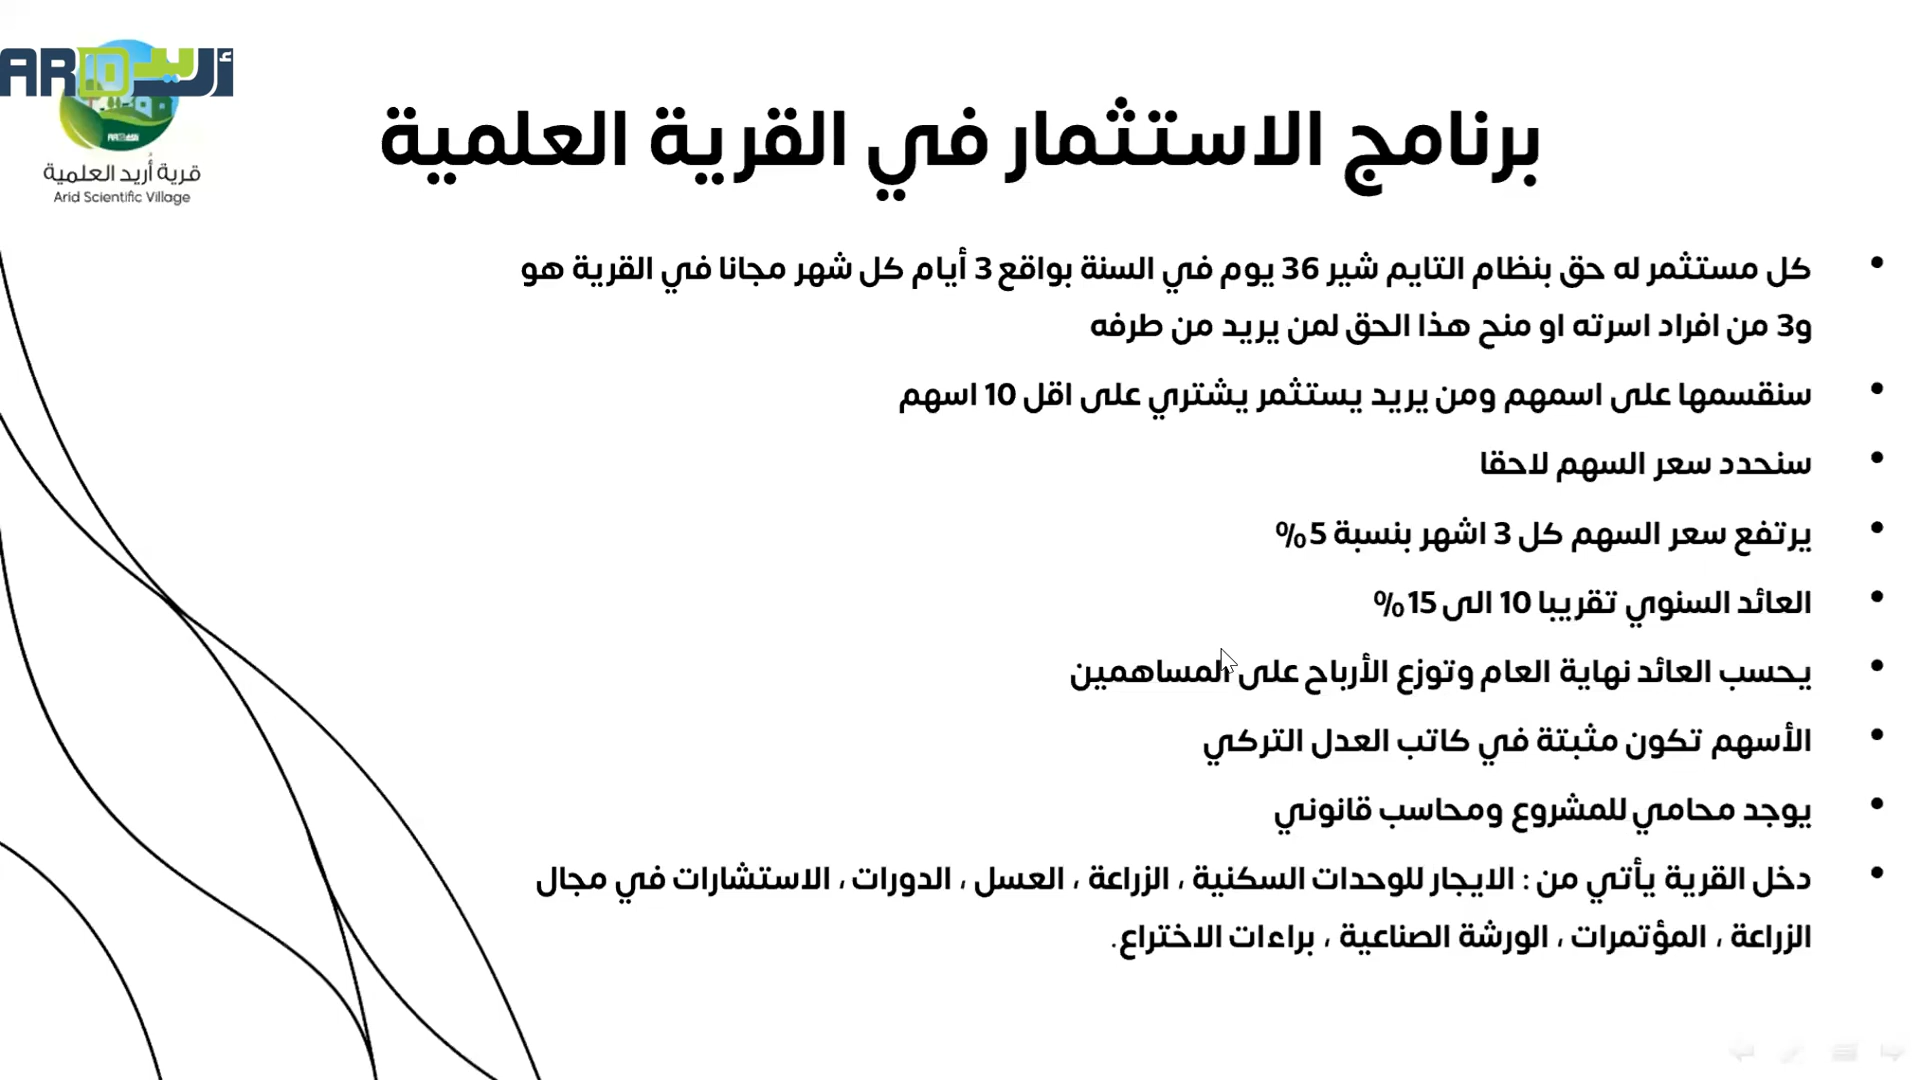 ARID أريد
قرية أريد العلمية
Arid Scientific Village
برنامج الاستثمار في القرية العلمية
• كل مستثمر له حق بنظام التايم شير 36 يوم في السنة بواقع 3 أيام كل شهر مجانا في القرية هو
و3 من افراد اسرته او منح هذا الحق لمن يريد من طرفه
• سنقسمها على اسمهم ومن يريد يستثمر يشتري على اقل 10 اسهم
• سنحدد سعر السهم لاحقا
• يرتفع سعر السهم كل 3 اشهر بنسبة 5%
• العائد السنوي تقريبا 10 الى 15%
• يحسب العائد نهاية العام وتوزع الأرباح على المساهمين
• الأسهم تكون مثبتة في كاتب العدل التركي
• يوجد محامي للمشروع ومحاسب قانوني
• دخل القرية يأتي من : الايجار للوحدات السكنية ، الزراعة ، العسل ، الدورات ، الاستشارات في مجال
الزراعة ، المؤتمرات ، الورشة الصناعية ، براءات الاختراع.